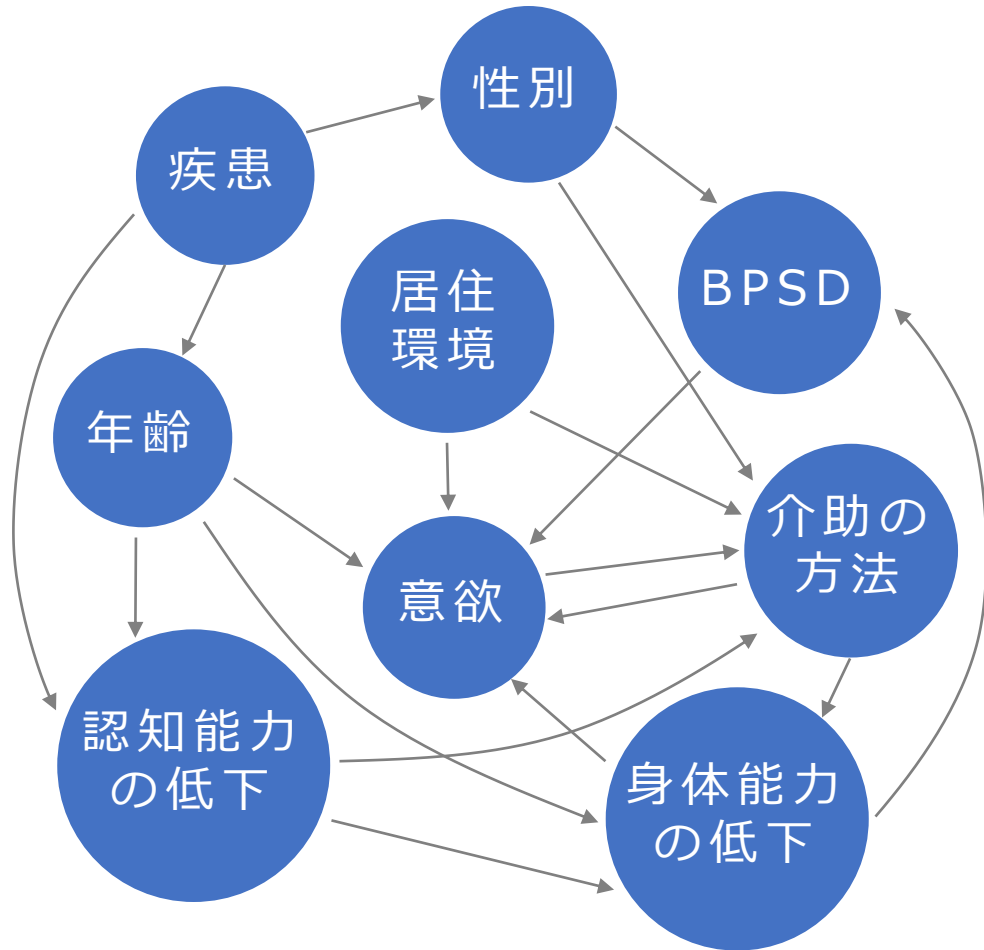 性別
疾患
居住
環境
BPSD
年齢
介助の
方法
意欲
認知能力
の低下
身体能力
の低下